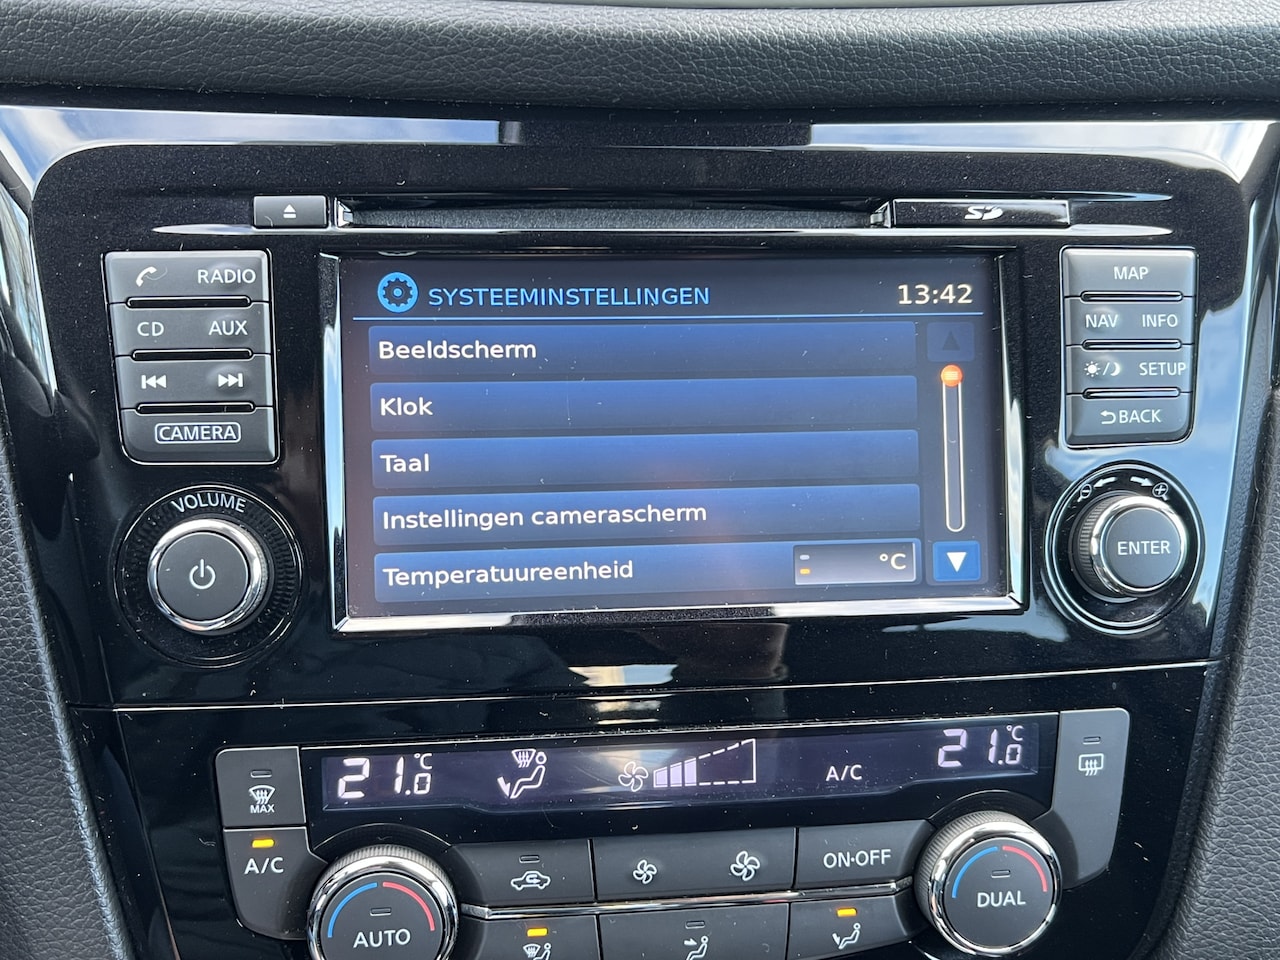 SD
RADIO
CD AUX
CAMERA
VOLUME
SYSTEEMINSTELLINGEN 13:42
Beeldscherm
Klok
Taal
Instellingen camerascherm
Temperatuureenheid °C
MAP
NAV INFO
SETUP
BACK
ENTER
21.0 °C A/C 21.0 °C
MAX
A/C
ON·OFF
AUTO
DUAL